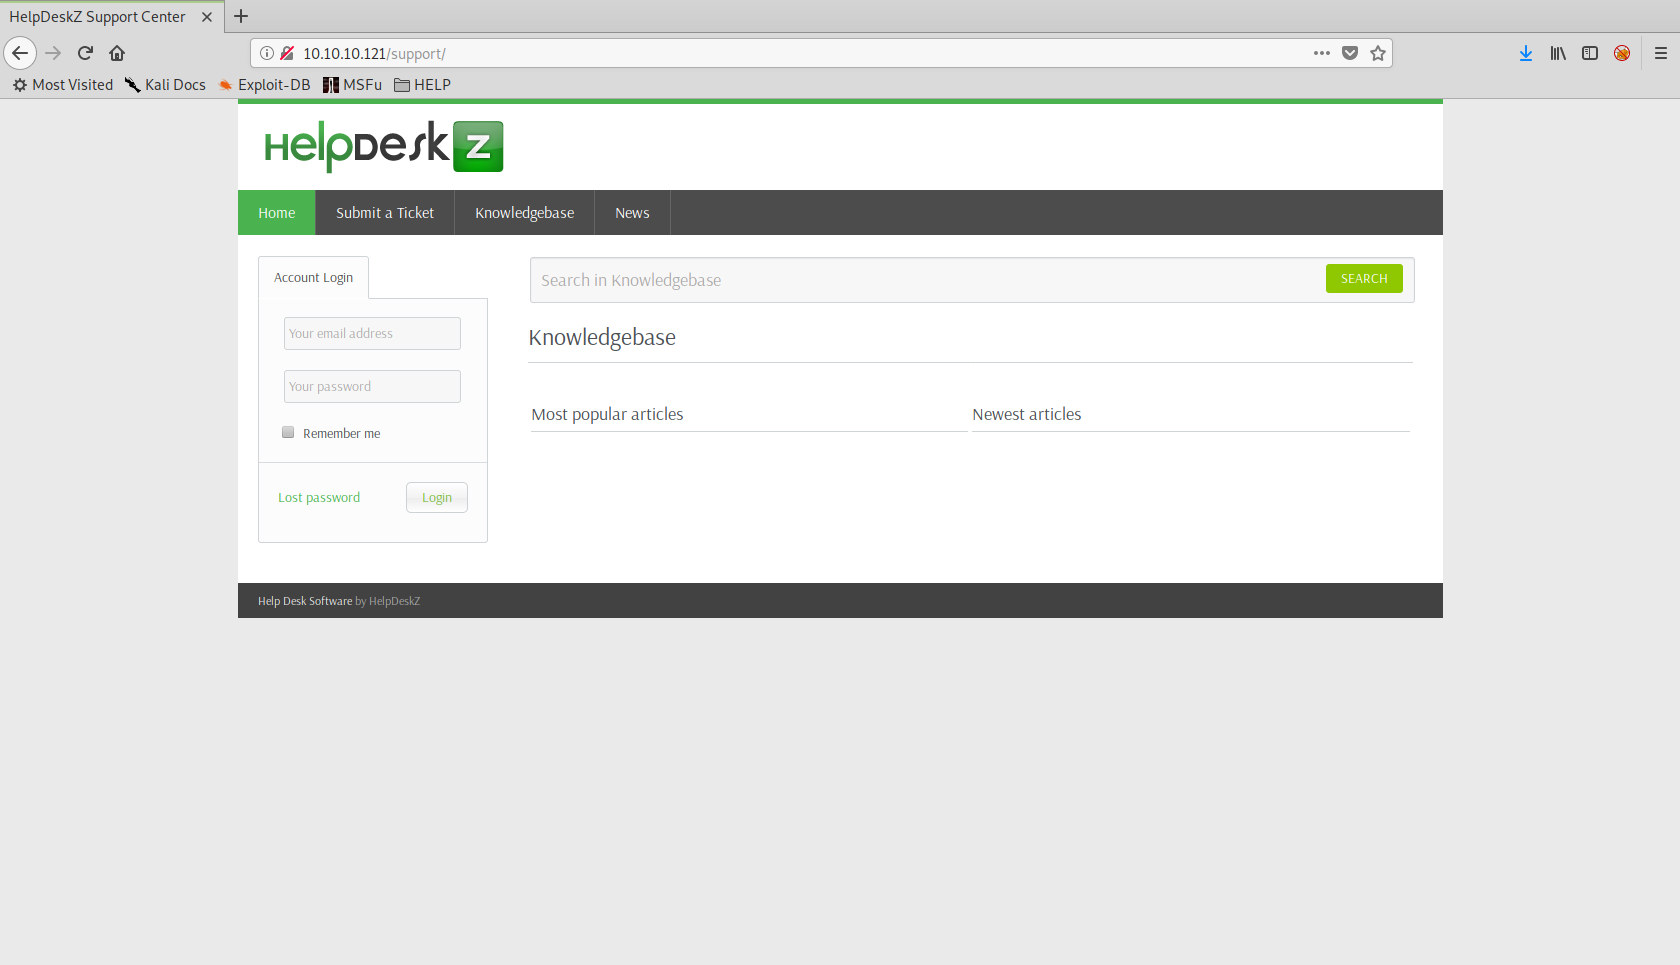 HelpDeskZ Support Center
10.10.10.121/support/
Most Visited Kali Docs Exploit-DB MSFu HELP
HelpDesk Z
Home Submit a Ticket Knowledgebase News
Account Login
Your email address
Your password
Remember me
Lost password Login
Search in Knowledgebase SEARCH
Knowledgebase
Most popular articles Newest articles
Help Desk Software by HelpDeskZ